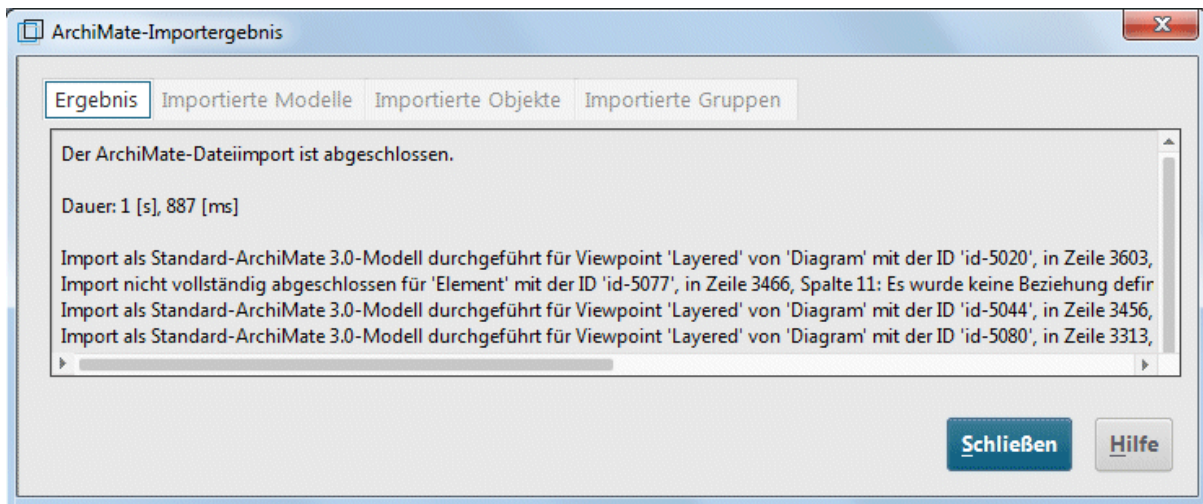 ArchiMate-Importergebnis
Ergebnis Importierte Modelle Importierte Objekte Importierte Gruppen
Der ArchiMate-Dateiimport ist abgeschlossen.
Dauer: 1 [s], 887 [ms]
Import als Standard-ArchiMate 3.0-Modell durchgeführt für Viewpoint 'Layered' von 'Diagram' mit der ID 'id-5020', in Zeile 3603,
Import nicht vollständig abgeschlossen für 'Element' mit der ID 'id-5077', in Zeile 3466, Spalte 11: Es wurde keine Beziehung defin
Import als Standard-ArchiMate 3.0-Modell durchgeführt für Viewpoint 'Layered' von 'Diagram' mit der ID 'id-5044', in Zeile 3456,
Import als Standard-ArchiMate 3.0-Modell durchgeführt für Viewpoint 'Layered' von 'Diagram' mit der ID 'id-5080', in Zeile 3313,
Schließen Hilfe